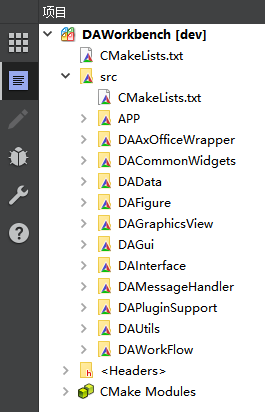 项目
DAWorkbench [dev]
CMakeLists.txt
src
CMakeLists.txt
APP
DAAxOfficeWrapper
DACommonWidgets
DAData
DAFigure
DAGraphicsView
DAGui
DAInterface
DAMessageHandler
DAPluginSupport
DAUtils
DAWorkFlow
<Headers>
CMake Modules